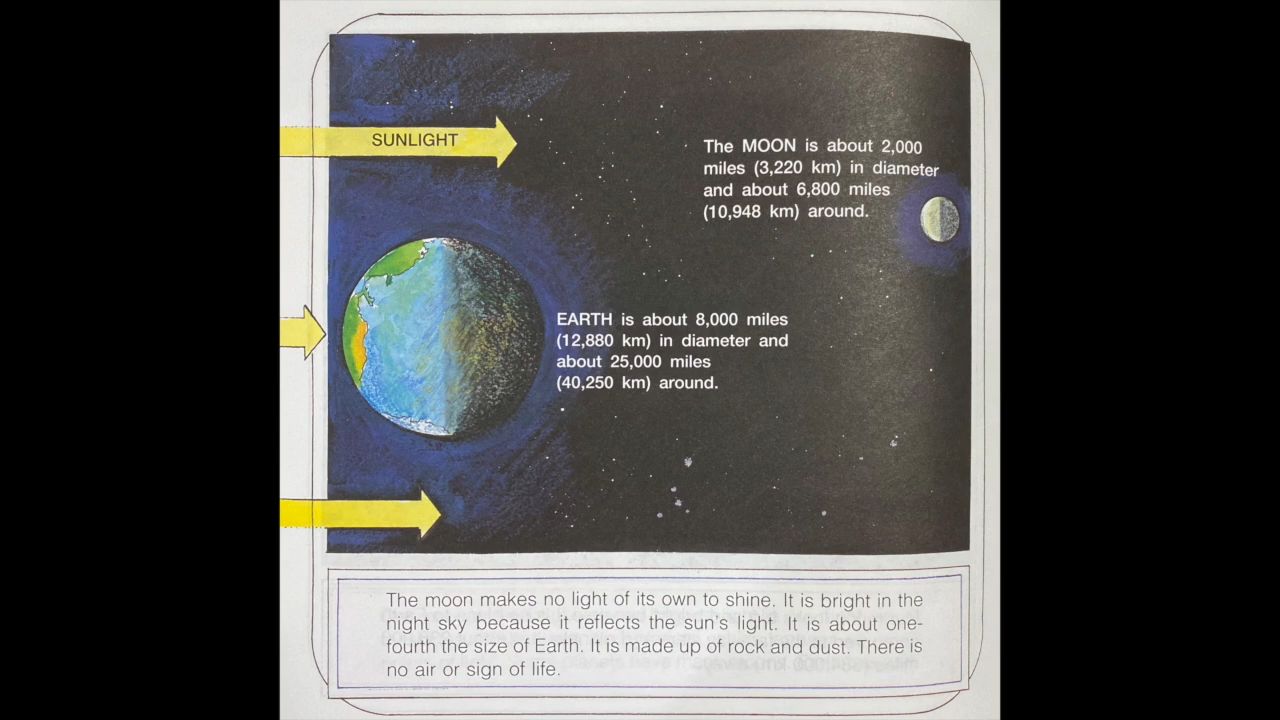 SUNLIGHT
The MOON is about 2,000
miles (3,220 km) in diameter
and about 6,800 miles
(10,948 km) around.
EARTH is about 8,000 miles
(12,880 km) in diameter and
about 25,000 miles
(40,250 km) around.
The moon makes no light of its own to shine. It is bright in the
night sky because it reflects the sun's light. It is about one-
fourth the size of Earth. It is made up of rock and dust. There is
no air or sign of life.